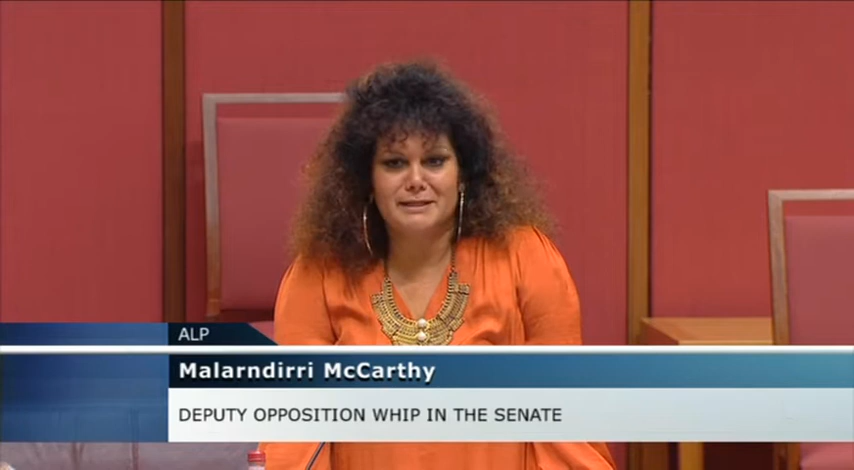 ALP
Malarndirri McCarthy
DEPUTY OPPOSITION WHIP IN THE SENATE